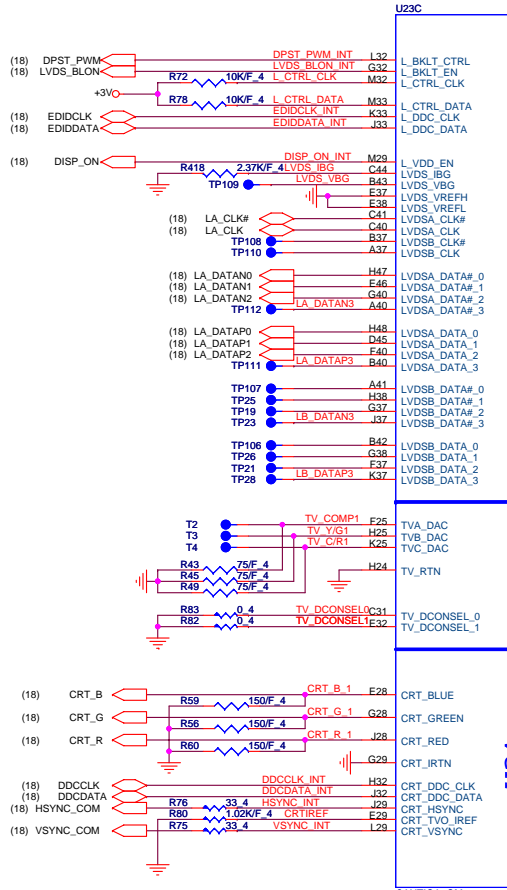 U23C
(18) DPST_PWM DPST_PWM_INT L32 L_BKLT_CTRL
(18) LVDS_BLON LVDS_BLON_INT G32 L_BKLT_EN
R72 10K/F_4 L_CTRL_CLK M32 L_CTRL_CLK
+3V
R78 10K/F_4 L_CTRL_DATA M33 L_CTRL_DATA
(18) EDIDCLK EDIDCLK_INT K33 L_DDC_CLK
(18) EDIDDATA EDIDDATA_INT J33 L_DDC_DATA
(18) DISP_ON DISP_ON_INT M29 L_VDD_EN
R418 2.37K/F_4 LVDS_IBG C44 LVDS_IBG
TP109 LVDS_VBG B43 LVDS_VBG
E37 LVDS_VREFH
E38 LVDS_VREFL
(18) LA_CLK# C41 LVDSA_CLK#
(18) LA_CLK C40 LVDSA_CLK
TP108 B37 LVDSB_CLK#
TP110 A37 LVDSB_CLK
(18) LA_DATAN0 H47 LVDSA_DATA#_0
(18) LA_DATAN1 E46 LVDSA_DATA#_1
(18) LA_DATAN2 G40 LVDSA_DATA#_2
TP112 LA_DATAN3 A40 LVDSA_DATA#_3
(18) LA_DATAP0 H48 LVDSA_DATA_0
(18) LA_DATAP1 D45 LVDSA_DATA_1
(18) LA_DATAP2 F40 LVDSA_DATA_2
TP111 LA_DATAP3 B40 LVDSA_DATA_3
TP107 A41 LVDSB_DATA#_0
TP25 H38 LVDSB_DATA#_1
TP19 G37 LVDSB_DATA#_2
TP23 LB_DATAN3 J37 LVDSB_DATA#_3
TP106 B42 LVDSB_DATA_0
TP26 G38 LVDSB_DATA_1
TP21 F37 LVDSB_DATA_2
TP28 LB_DATAP3 K37 LVDSB_DATA_3
T2 TV_COMP1 F25 TVA_DAC
T3 TV_Y/G1 H25 TVB_DAC
T4 TV_C/R1 K25 TVC_DAC
R43 75/F_4
R45 75/F_4
R49 75/F_4
H24 TV_RTN
R83 0_4 TV_DCONSEL0 C31 TV_DCONSEL_0
R82 0_4 TV_DCONSEL1 E32 TV_DCONSEL_1
(18) CRT_B CRT_B_1 E28 CRT_BLUE
R59 150/F_4
(18) CRT_G CRT_G_1 G28 CRT_GREEN
R56 150/F_4
(18) CRT_R CRT_R_1 J28 CRT_RED
R60 150/F_4
G29 CRT_IRTN
(18) DDCCLK DDCCLK_INT H32 CRT_DDC_CLK
(18) DDCDATA DDCDATA_INT J32 CRT_DDC_DATA
(18) HSYNC_COM R76 33_4 HSYNC_INT J29 CRT_HSYNC
R80 1.02K/F_4 CRTIREF E29 CRT_TVO_IREF
(18) VSYNC_COM R75 33_4 VSYNC_INT L29 CRT_VSYNC